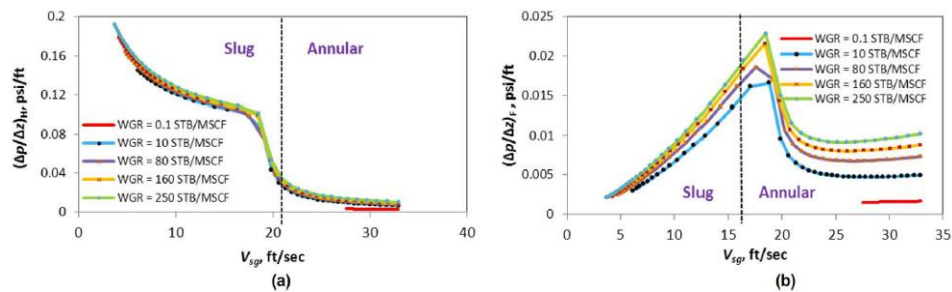 0.2
0.16
0.12
0.08
0.04
0
(Δp/Δz)HH, psi/ft
Slug
Annular
WGR = 0.1 STB/MSCF
WGR = 10 STB/MSCF
WGR = 80 STB/MSCF
WGR = 160 STB/MSCF
WGR = 250 STB/MSCF
0 10 20 30 40
Vsg, ft/sec
(a)
0.025
0.02
0.015
0.01
0.005
0
(Δp/Δz)F, psi/ft
WGR = 0.1 STB/MSCF
WGR = 10 STB/MSCF
WGR = 80 STB/MSCF
WGR = 160 STB/MSCF
WGR = 250 STB/MSCF
Slug
Annular
0 5 10 15 20 25 30 35
Vsg, ft/sec
(b)